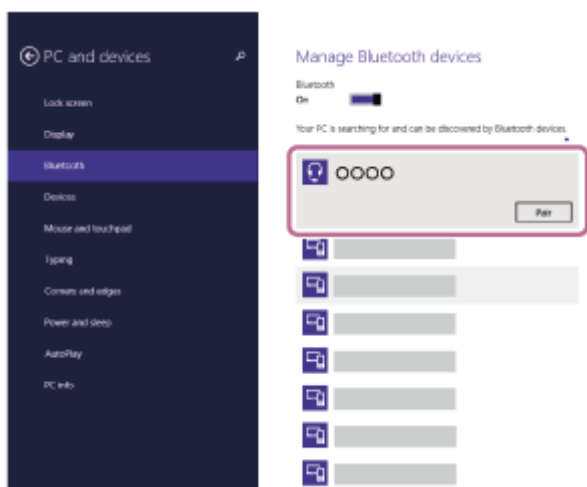 PC and devices
Lock screen
Display
Bluetooth
Devices
Mouse and touchpad
Typing
Corners and edges
Power and sleep
AutoPlay
PC info
Manage Bluetooth devices
Bluetooth
On
Your PC is searching for and can be discovered by Bluetooth devices.
OOOO
Pair